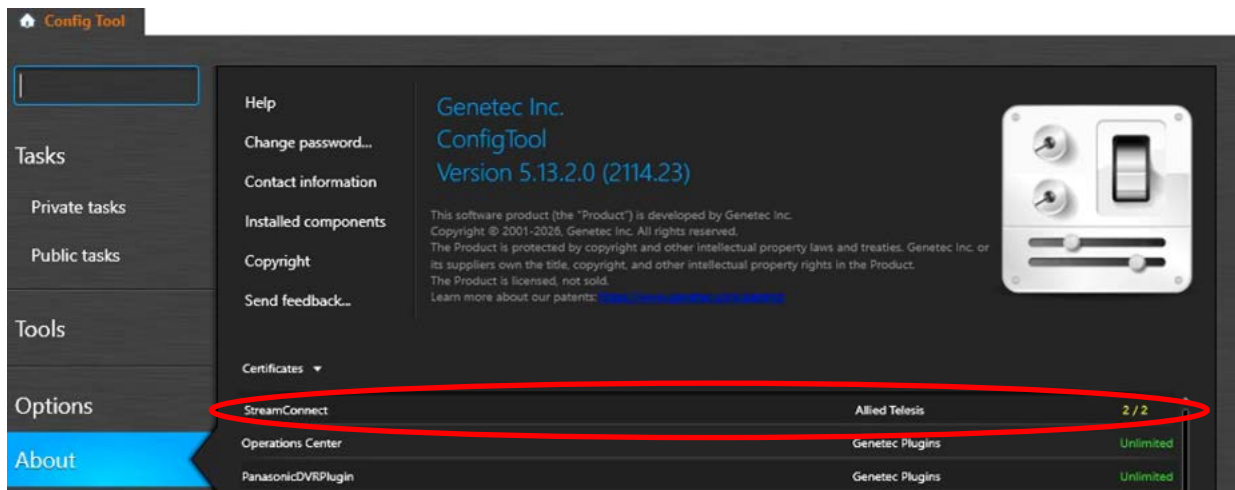 Config Tool
Tasks
Private tasks
Public tasks
Tools
Options
About
Help
Change password...
Contact information
Installed components
Copyright
Send feedback...
Genetec Inc.
ConfigTool
Version 5.13.2.0 (2114.23)
This software product (the "Product") is developed by Genetec Inc.
Copyright © 2001-2026, Genetec Inc. All rights reserved.
The Product is protected by copyright and other intellectual property laws and treaties. Genetec Inc. or
its suppliers own the title, copyright, and other intellectual property rights in the Product.
The Product is licensed, not sold.
Learn more about our patents:
Certificates
StreamConnect Allied Telesis 2 / 2
Operations Center Genetec Plugins Unlimited
PanasonicDVRPlugin Genetec Plugins Unlimited